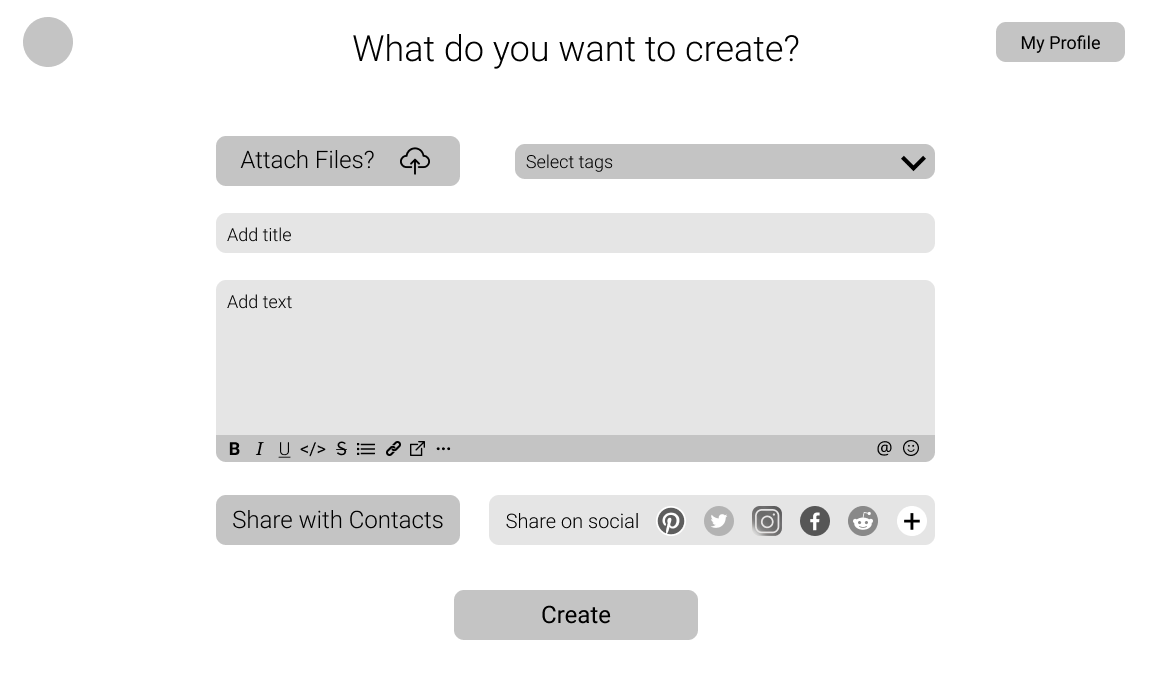 What do you want to create?
My Profile
Attach Files?
Select tags
Add title
Add text
B I U </> S @
Share with Contacts
Share on social
Create